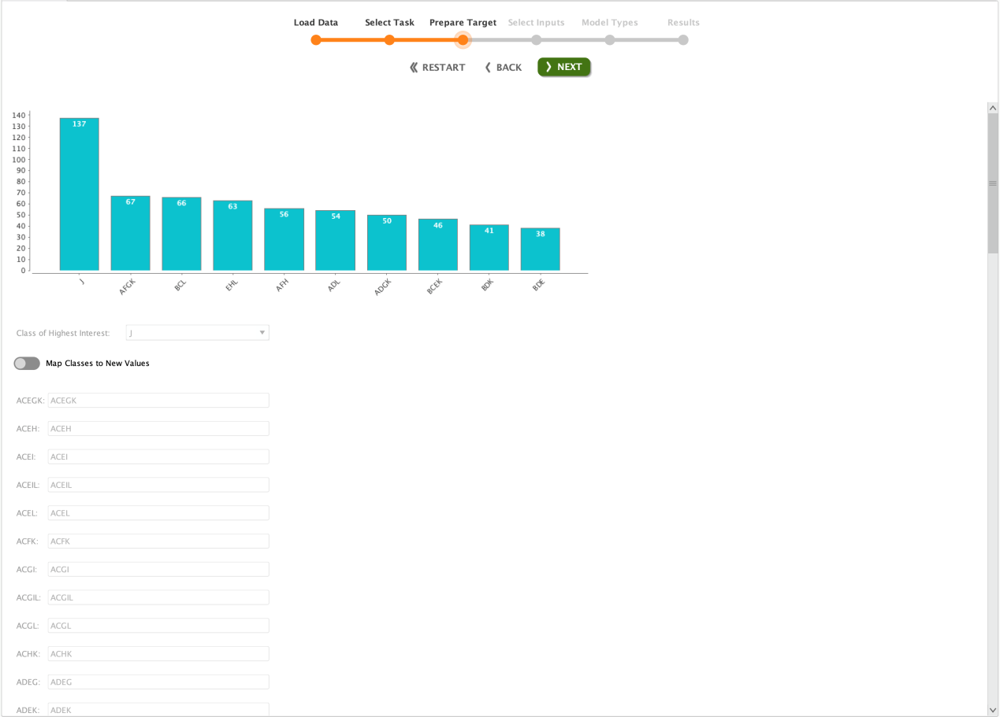 Load Data Select Task Prepare Target Select Inputs Model Types Results
RESTART BACK NEXT
140
130
120
110
100
90
80
70
60
50
40
30
20
10
0
137 67 66 63 56 54 50 46 41 38
J AFGK BCL EHL AFH ADL ADGK BCEK BDK BDE
Class of Highest Interest: J
Map Classes to New Values
ACEGK: ACEGK
ACEH: ACEH
ACEI: ACEI
ACEIL: ACEIL
ACEL: ACEL
ACFK: ACFK
ACGI: ACGI
ACGIL: ACGIL
ACGL: ACGL
ACHK: ACHK
ADEG: ADEG
ADEK: ADEK